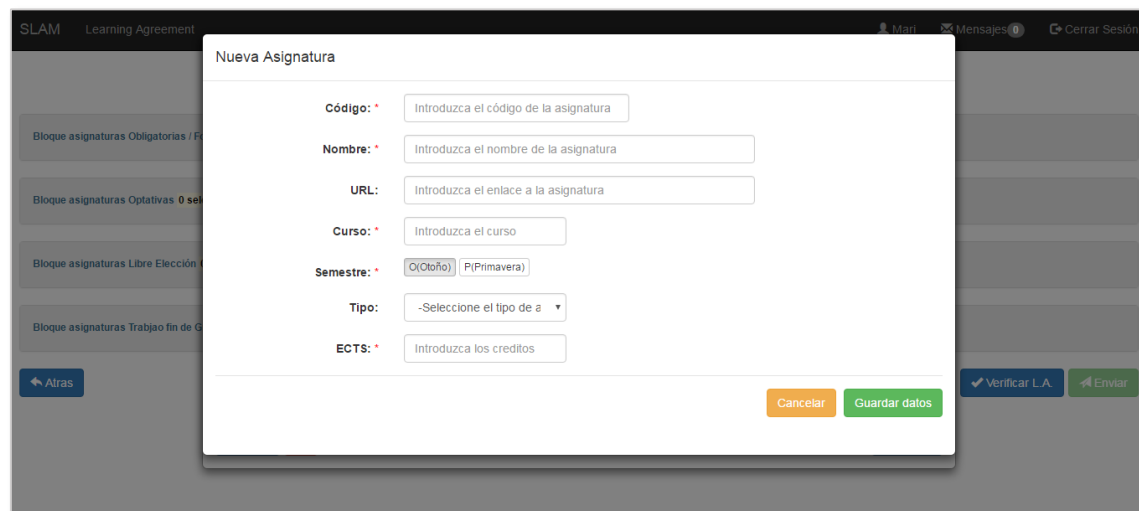 SLAM Learning Agreement Mari Mensajes 0 Cerrar Sesión
Nueva Asignatura
Código: * Introduzca el código de la asignatura
Bloque asignaturas Obligatorias / Fo
Nombre: * Introduzca el nombre de la asignatura
URL: Introduzca el enlace a la asignatura
Bloque asignaturas Optativas 0 sel
Curso: * Introduzca el curso
Bloque asignaturas Libre Elección
Semestre: * O(Otoño) P(Primavera)
Tipo: -Seleccione el tipo de a
Bloque asignaturas Trabjao fin de G
ECTS: * Introduzca los creditos
Atras Verificar L.A. Enviar
Cancelar Guardar datos